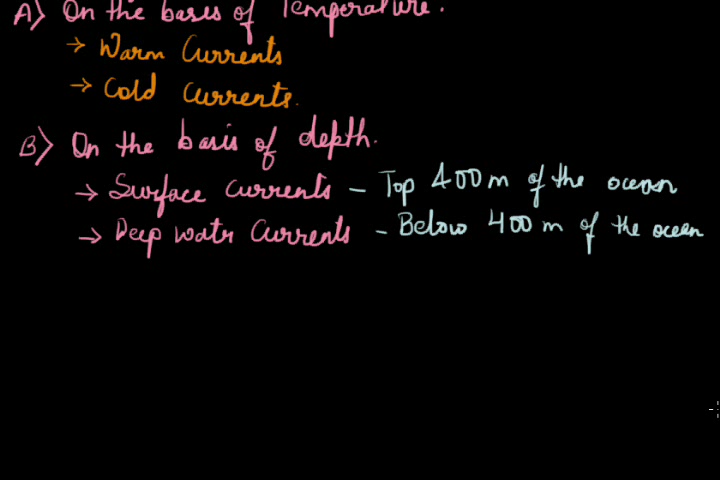 A) On the basis of Temperature.
→ Warm Currents
→ Cold Currents.
B) On the basis of depth.
→ Surface Currents – Top 400m of the ocean
→ Deep water Currents – Below 400 m of the ocean